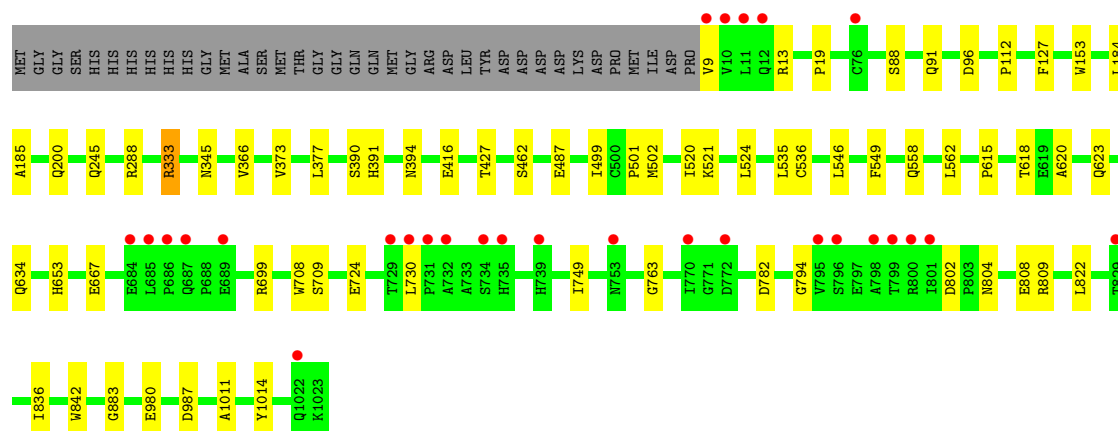 MET GLY GLY SER HIS HIS HIS HIS HIS HIS GLY MET ALA SER MET THR GLY GLY GLN GLN MET GLY ARG ASP LEU TYR ASP ASP ASP ASP LYS ASP PRO MET ILE ASP PRO V9 V10 L11 Q12 R13 P19 C76 S88 Q91 D96 P112 F127 W153 L184
A185 Q200 Q245 R288 R333 N345 V366 V373 L377 S390 H391 N394 E416 T427 S462 E487 I499 C500 P501 M502 I520 K521 L524 L535 C536 L546 F549 Q558 L562 P615 T618 E619 A620 Q623
Q634 H653 E667 E684 L685 P686 Q687 P688 E689 R699 W708 S709 E724 T729 L730 P731 A732 A733 S734 H735 H739 I749 N753 G763 I770 G771 D772 D782 G794 V795 S796 E797 A798 T799 R800 I801 D802 P803 N804 E808 R809 L822 T829
I836 W842 G883 E980 D987 A1011 Y1014 Q1022 K1023